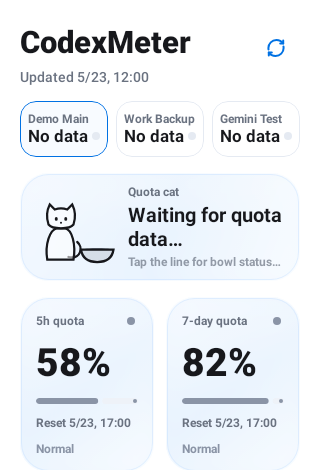 CodexMeter
Updated 5/23, 12:00
Demo Main
No data
Work Backup
No data
Gemini Test
No data
Quota cat
Waiting for quota
data...
Tap the line for bowl status...
5h quota
58%
Reset 5/23, 17:00
Normal
7-day quota
82%
Reset 5/23, 17:00
Normal